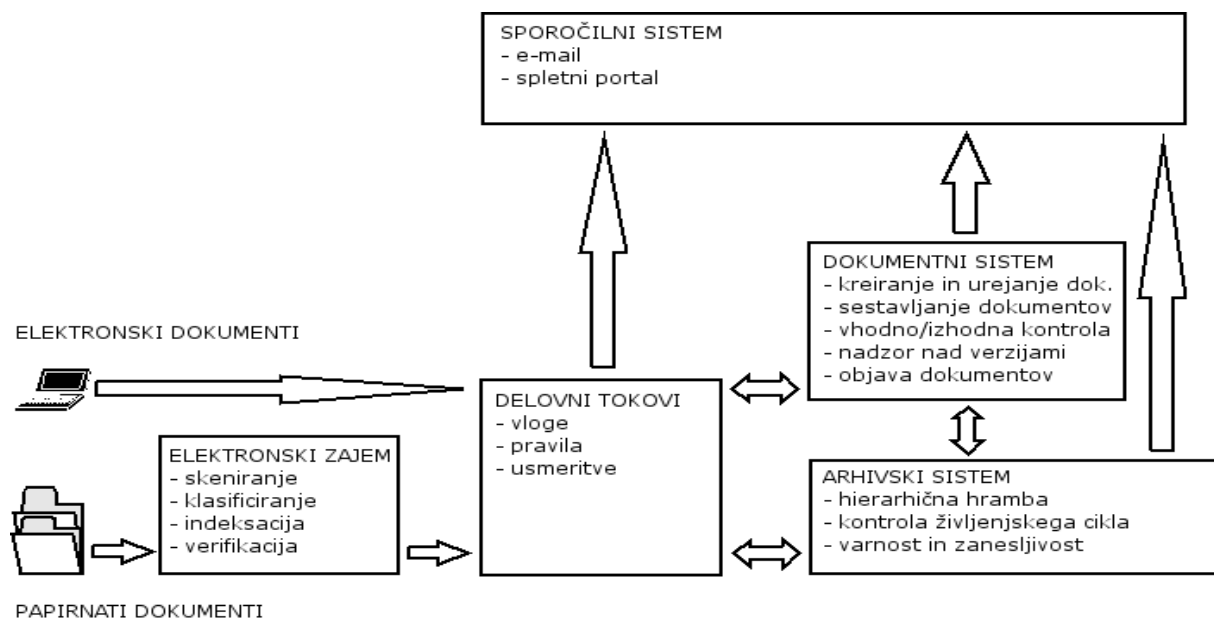 SPOROČILNI SISTEM
- e-mail
- spletni portal
DOKUMENTNI SISTEM
- kreiranje in urejanje dok.
- sestavljanje dokumentov
- vhodno/izhodna kontrola
- nadzor nad verzijami
- objava dokumentov
ELEKTRONSKI DOKUMENTI
DELOVNI TOKOVI
- vloge
- pravila
- usmeritve
ELEKTRONSKI ZAJEM
- skeniranje
- klasificiranje
- indeksacija
- verifikacija
ARHIVSKI SISTEM
- hierarhična hramba
- kontrola življenjskega cikla
- varnost in zanesljivost
PAPIRNATI DOKUMENTI